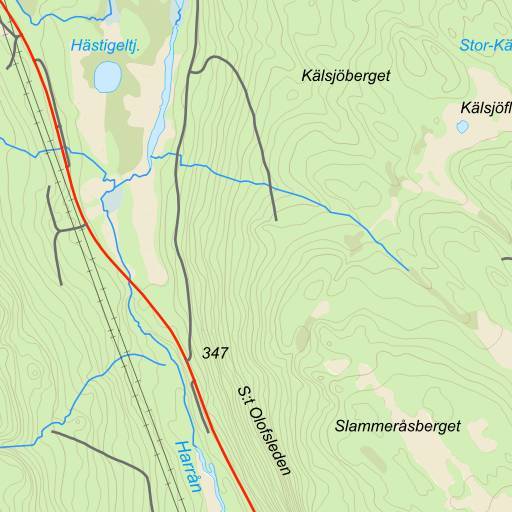 Hästigeltj.
Stor-Kä
Kälsjöberget
Kälsjöfl
347
S:t Olofsleden
Slammeråsberget
Harrån